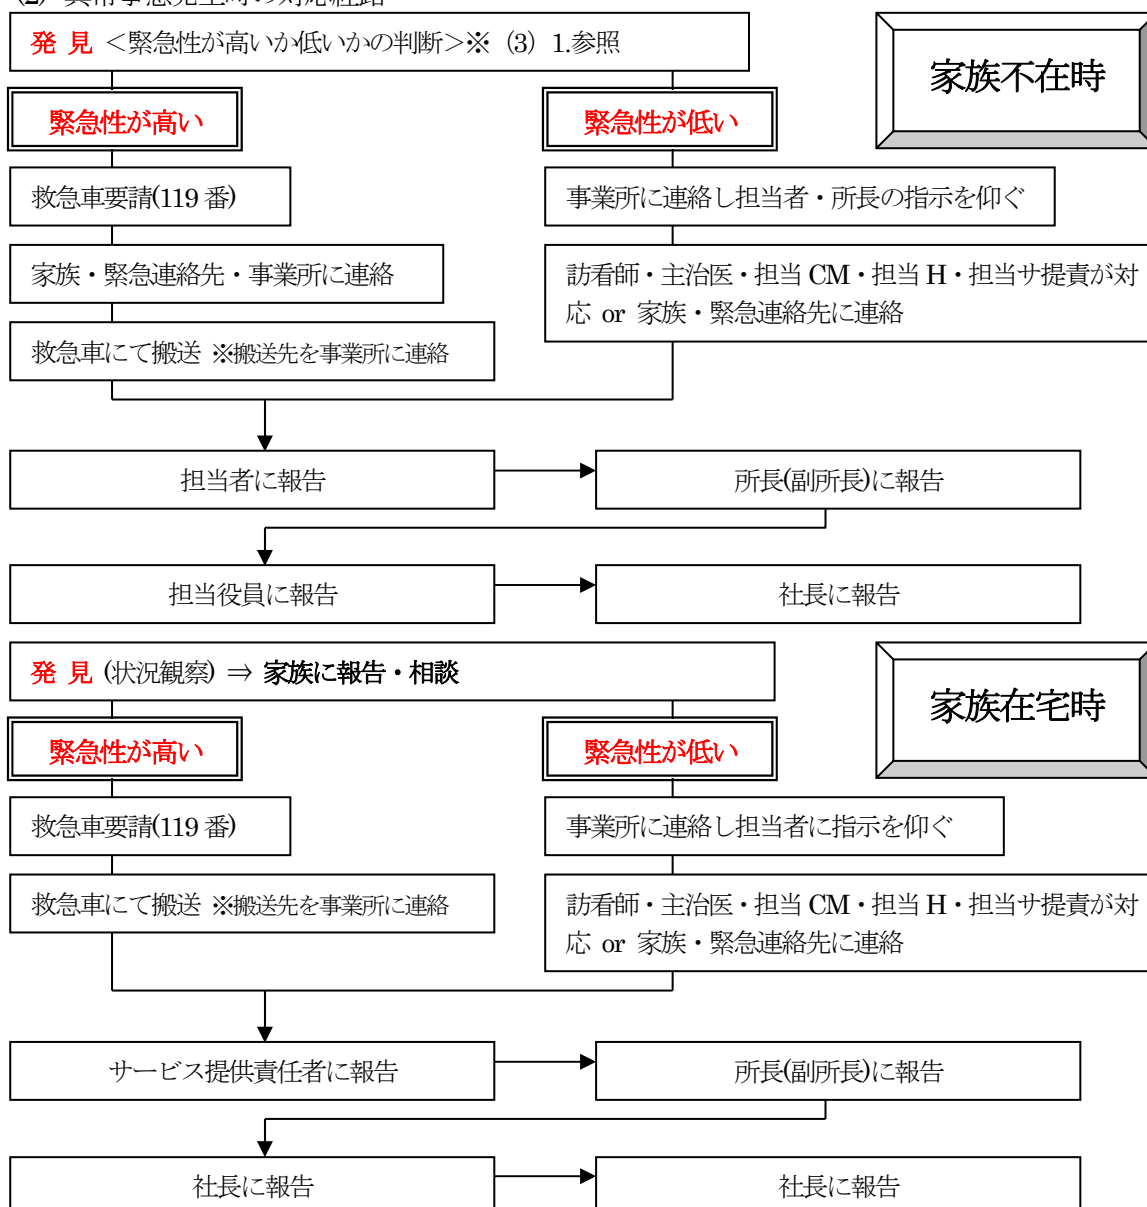 発 見 <緊急性が高いか低いかの判断>※ (3) 1.参照
家族不在時
緊急性が高い
緊急性が低い
救急車要請(119 番)
事業所に連絡し担当者・所長の指示を仰ぐ
家族・緊急連絡先・事業所に連絡
訪看師・主治医・担当 CM・担当 H・担当サ提責が対
応 or 家族・緊急連絡先に連絡
救急車にて搬送 ※搬送先を事業所に連絡
担当者に報告
所長(副所長)に報告
担当役員に報告
社長に報告
発 見 (状況観察) ⇒ 家族に報告・相談
家族在宅時
緊急性が高い
緊急性が低い
救急車要請(119 番)
事業所に連絡し担当者に指示を仰ぐ
救急車にて搬送 ※搬送先を事業所に連絡
訪看師・主治医・担当 CM・担当 H・担当サ提責が対
応 or 家族・緊急連絡先に連絡
サービス提供責任者に報告
所長(副所長)に報告
社長に報告
社長に報告